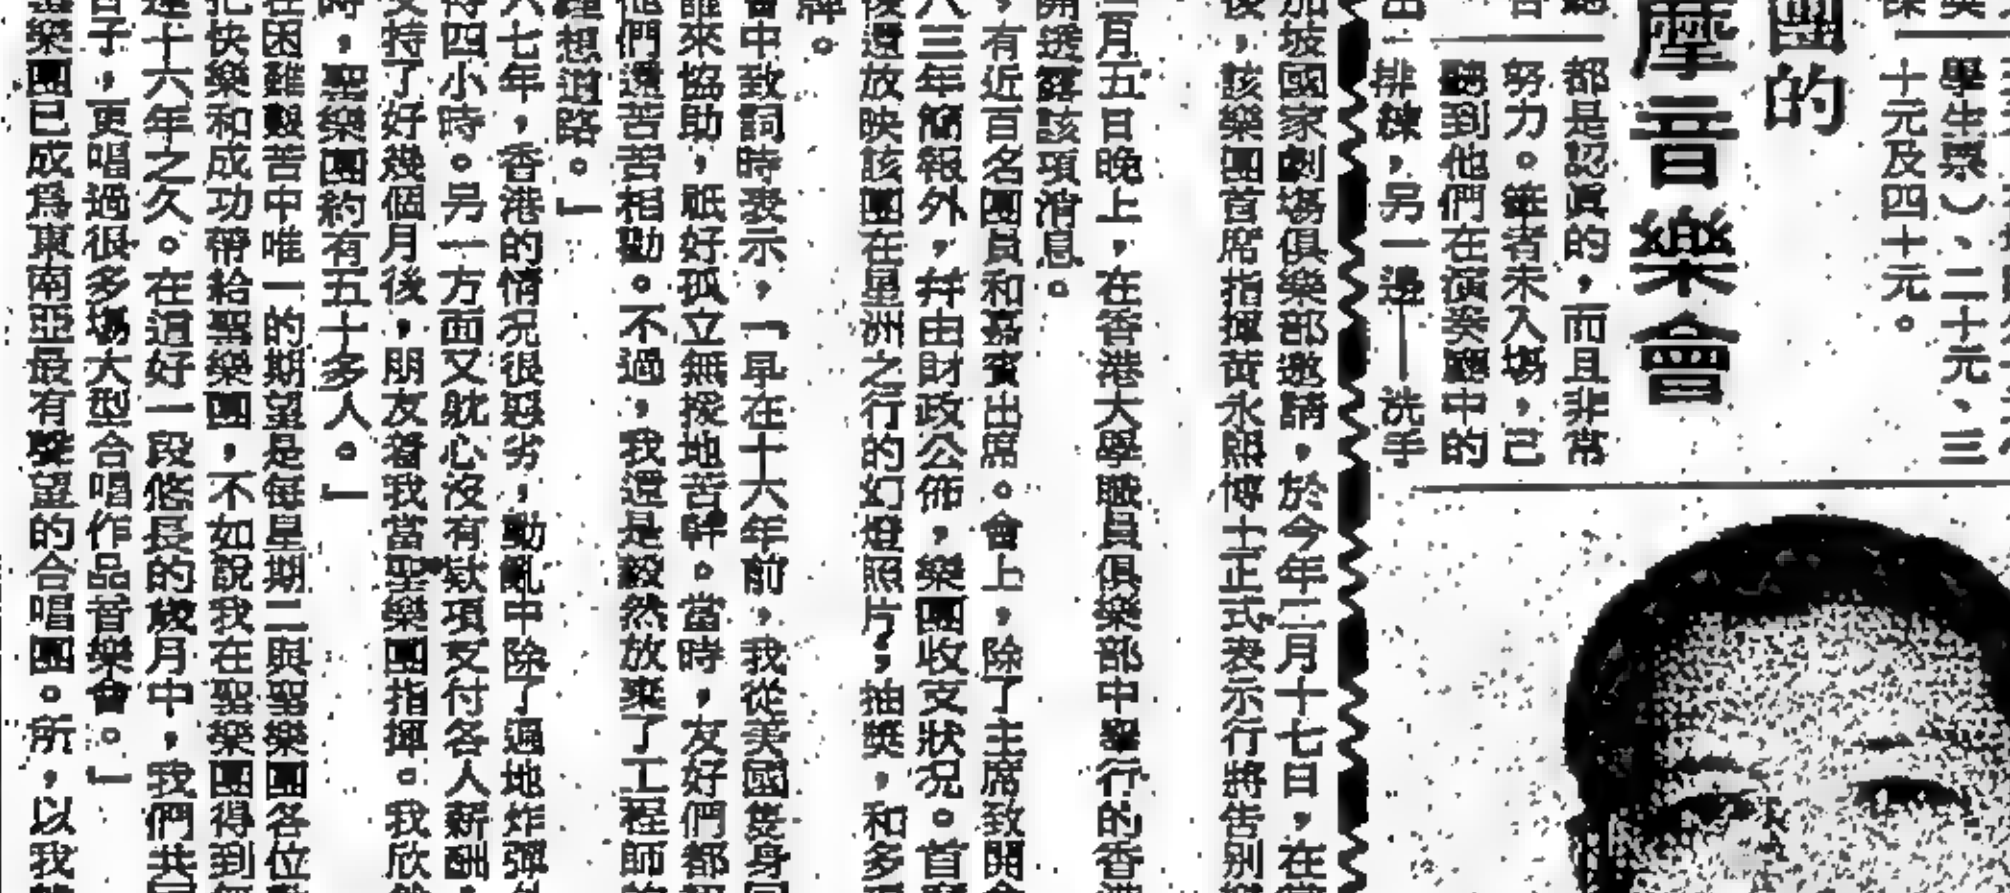 學生票）、二十元、三
十元及四十元。
團的
摩音樂會
都是認眞的，而且非常
努力。筆者未入場，已
聽到他們在演奏廳中的
排練，另一邊——洗手
加坡國家劇場俱樂部邀請，於今年二月十七日，在
後，該樂團首席指揮黃永熙博士正式表示行將告別
三月五日晚上，在香港大學職員俱樂部中舉行的香港
開透露該項消息。
，有近百名團員和嘉賓出席。會上，除了主席致開會
八三年簡報外，幷由財政公佈，樂團收支狀况。首
後還放映該團在星洲之行的幻燈照片，抽獎，和多
牌。
會中致詞時表示，「早在十六年前，我從美國隻身回
誰來協助，祇好孤立無援地苦幹。當時，友好們都
他們還苦苦相勸。不過，我還是毅然放棄了工程師
理想道路。」
六七年，香港的情况很惡劣，動亂中除了遍地炸彈
得四小時。另一方面又躭心沒有欵項支付各人薪酬，
支持了好幾個月後，朋友着我當聖樂團指揮。我欣
時，聖樂團約有五十多人。」
在困難艱苦中唯一的期望是每星期二與聖樂團各位
把快樂和成功帶給聖樂團，不如說我在聖樂團得到
達十六年之久。在這好一段悠長的歲月中，我們共同
日子，更唱過很多場大型合唱作品音樂會。」
聖樂團已成爲東南亞最有聲望的合唱團。所，以我